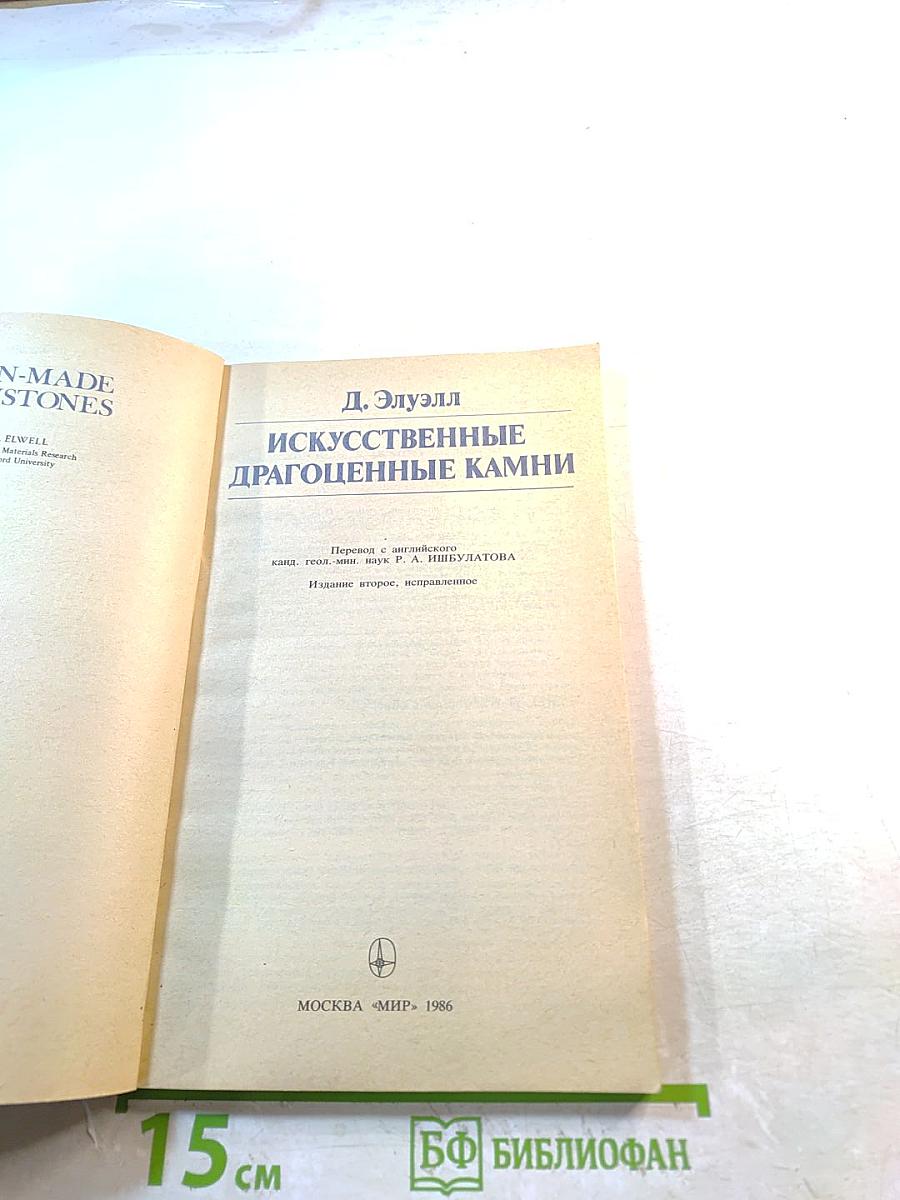 N-MADE
STONES
ELWELL
Materials Research
ord University
Д. Элуэлл
ИСКУССТВЕННЫЕ
ДРАГОЦЕННЫЕ КАМНИ
Перевод с английского
канд. геол.-мин. наук Р. А. ИШБУЛАТОВА
Издание второе, исправленное
МОСКВА «МИР» 1986
15 см
БФ БИБЛИОФАН